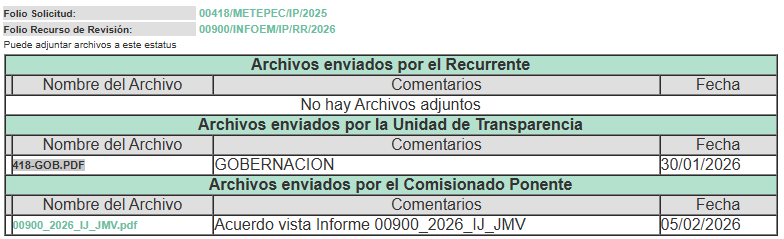 Folio Solicitud: 00418/METEPEC/IP/2025
Folio Recurso de Revisión: 00900/INFOEM/IP/RR/2026
Puede adjuntar archivos a este estatus
Archivos enviados por el Recurrente
Nombre del Archivo Comentarios Fecha
No hay Archivos adjuntos
Archivos enviados por la Unidad de Transparencia
Nombre del Archivo Comentarios Fecha
418-GOB.PDF GOBERNACION 30/01/2026
Archivos enviados por el Comisionado Ponente
Nombre del Archivo Comentarios Fecha
00900_2026_IJ_JMV.pdf Acuerdo vista Informe 00900_2026_IJ_JMV 05/02/2026